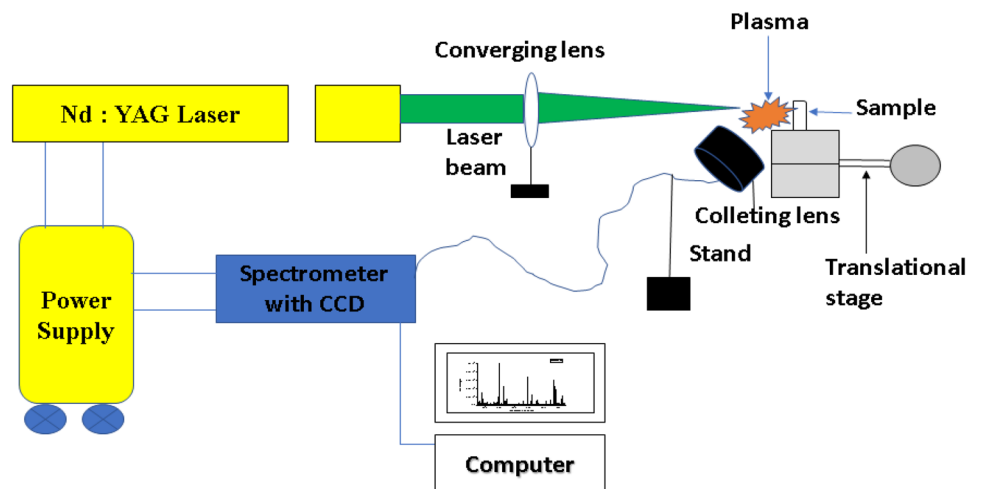 Plasma
Converging lens
Nd : YAG Laser
Sample
Laser
beam
Colleting lens
Stand
Translational
stage
Spectrometer
with CCD
Power
Supply
Computer